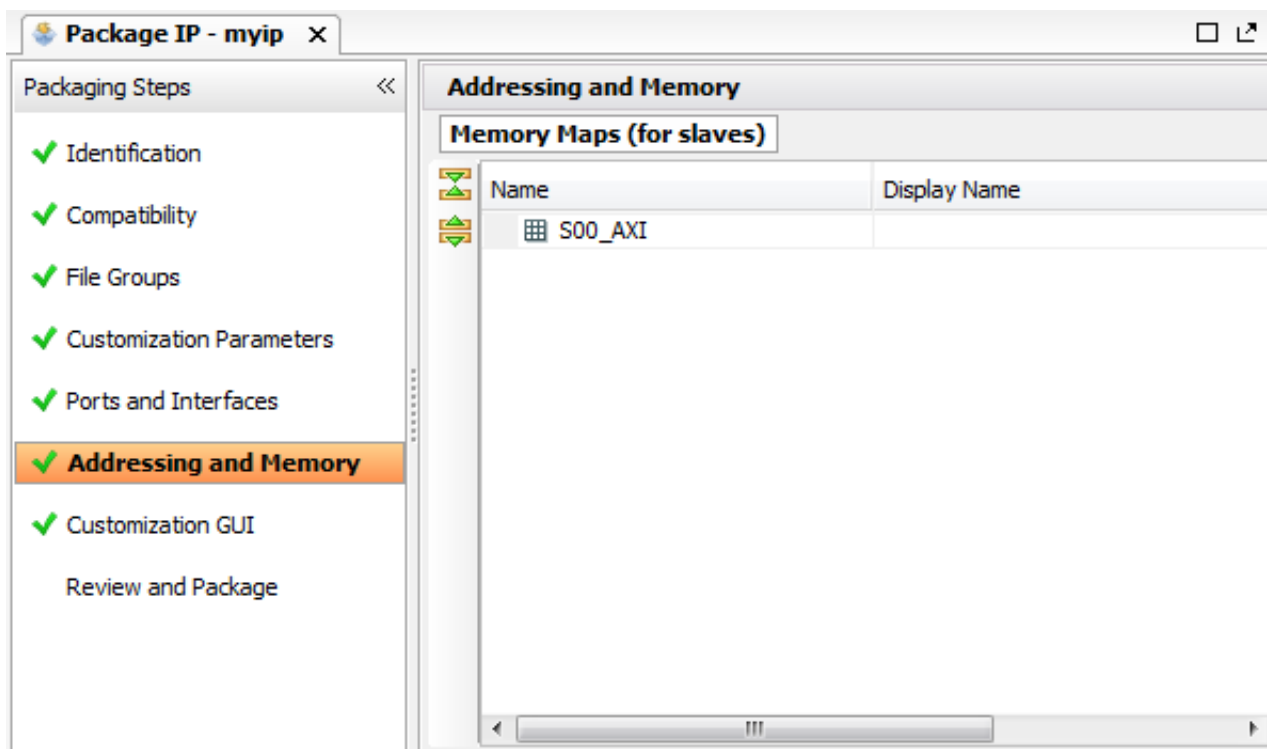 Package IP - myip
Packaging Steps
Identification
Compatibility
File Groups
Customization Parameters
Ports and Interfaces
Addressing and Memory
Customization GUI
Review and Package
Addressing and Memory
Memory Maps (for slaves)
Name Display Name
S00_AXI